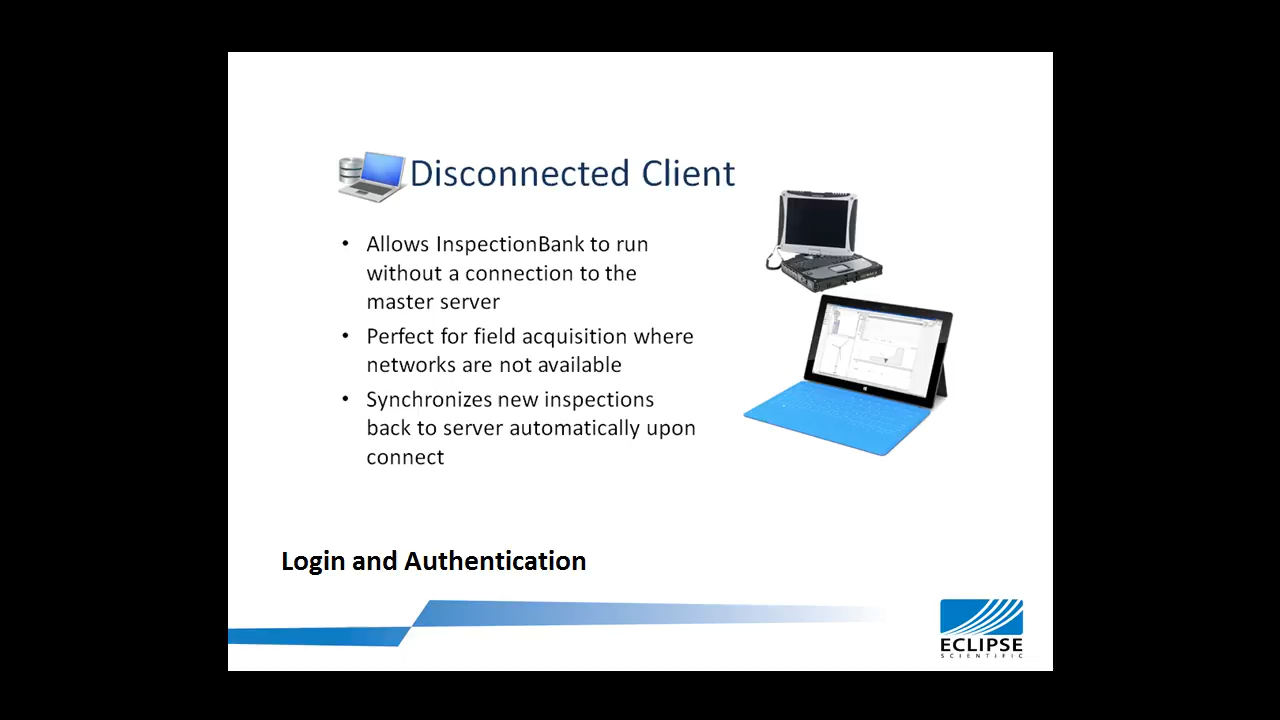 Disconnected Client
• Allows InspectionBank to run
without a connection to the
master server
• Perfect for field acquisition where
networks are not available
• Synchronizes new inspections
back to server automatically upon
connect
Login and Authentication
ECLIPSE
SCIENTIFIC